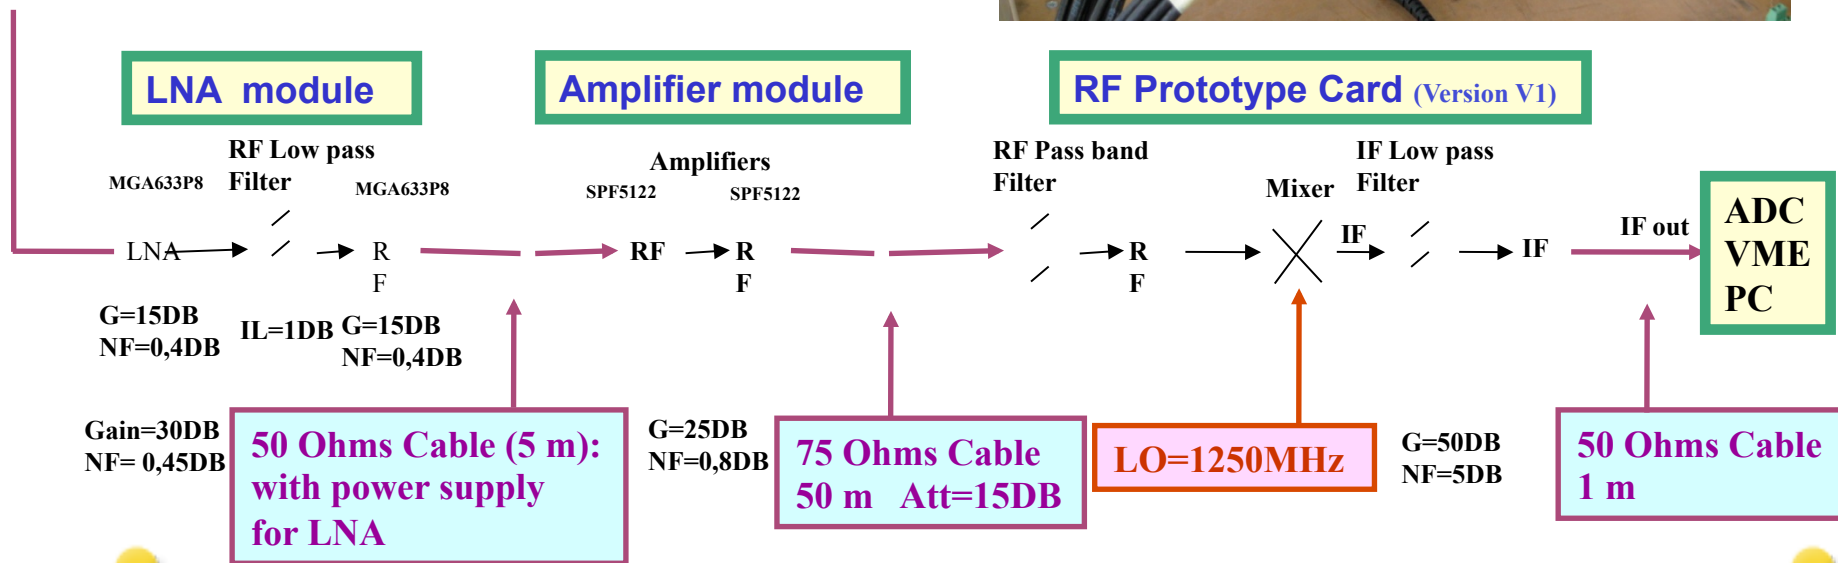 LNA module
Amplifier module
RF Prototype Card (Version V1)
MGA633P8
RF Low pass
Filter
MGA633P8
Amplifiers
SPF5122
SPF5122
RF Pass band
Filter
Mixer
IF Low pass
Filter
LNA
R
F
RF
R
F
R
F
IF
IF
IF out
ADC
VME
PC
G=15DB
NF=0,4DB
IL=1DB
G=15DB
NF=0,4DB
Gain=30DB
NF= 0,45DB
50 Ohms Cable (5 m):
with power supply
for LNA
G=25DB
NF=0,8DB
75 Ohms Cable
50 m Att=15DB
LO=1250MHz
G=50DB
NF=5DB
50 Ohms Cable
1 m